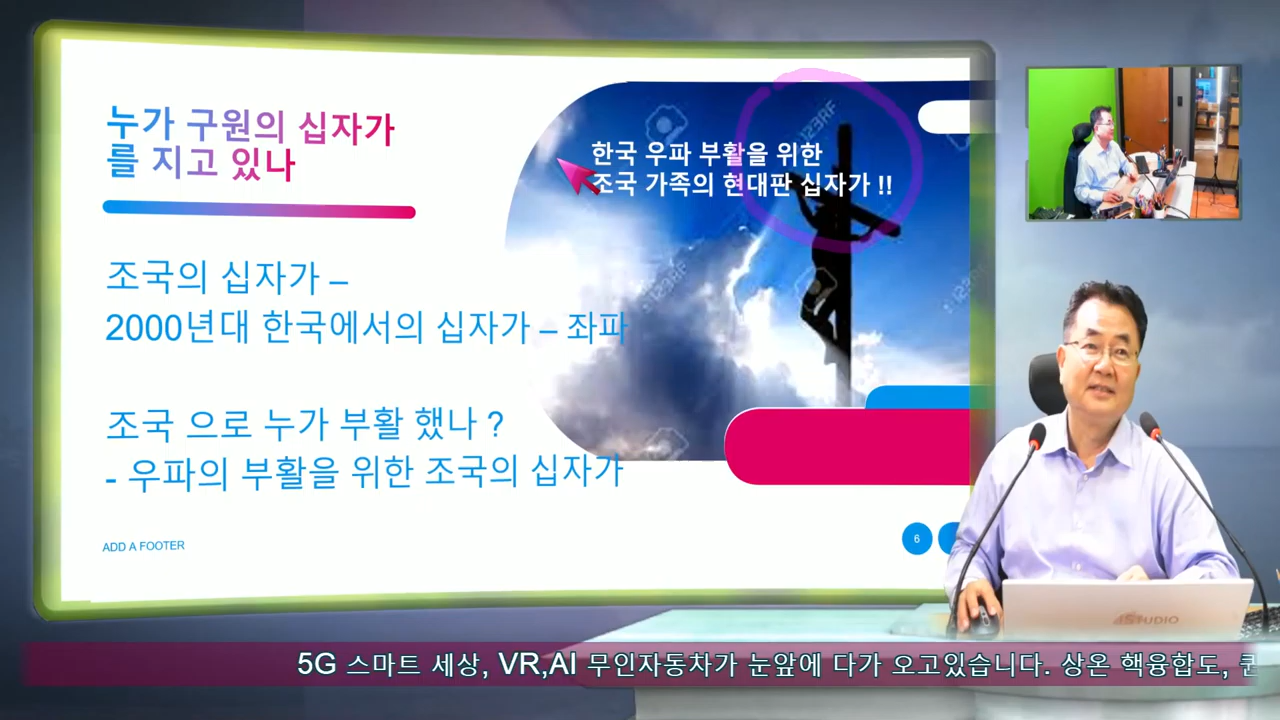 누가 구원의 십자가
를 지고 있나
한국 우파 부활을 위한
조국 가족의 현대판 십자가 !!
조국의 십자가 –
2000년대 한국에서의 십자가 – 좌파
조국 으로 누가 부활 했나 ?
- 우파의 부활을 위한 조국의 십자가
ADD A FOOTER
6
123RF
123RF
123RF
4STUDIO
5G 스마트 세상, VR,AI 무인자동차가 눈앞에 다가 오고있습니다. 상온 핵융합도,